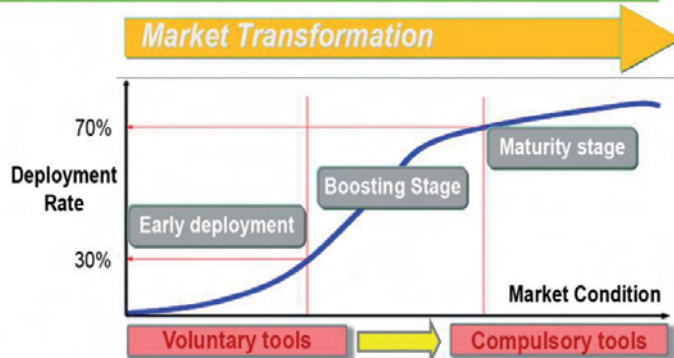 Market Transformation
70%
Maturity stage
Deployment
Rate
Boosting Stage
Early deployment
30%
Market Condition
Voluntary tools
Compulsory tools